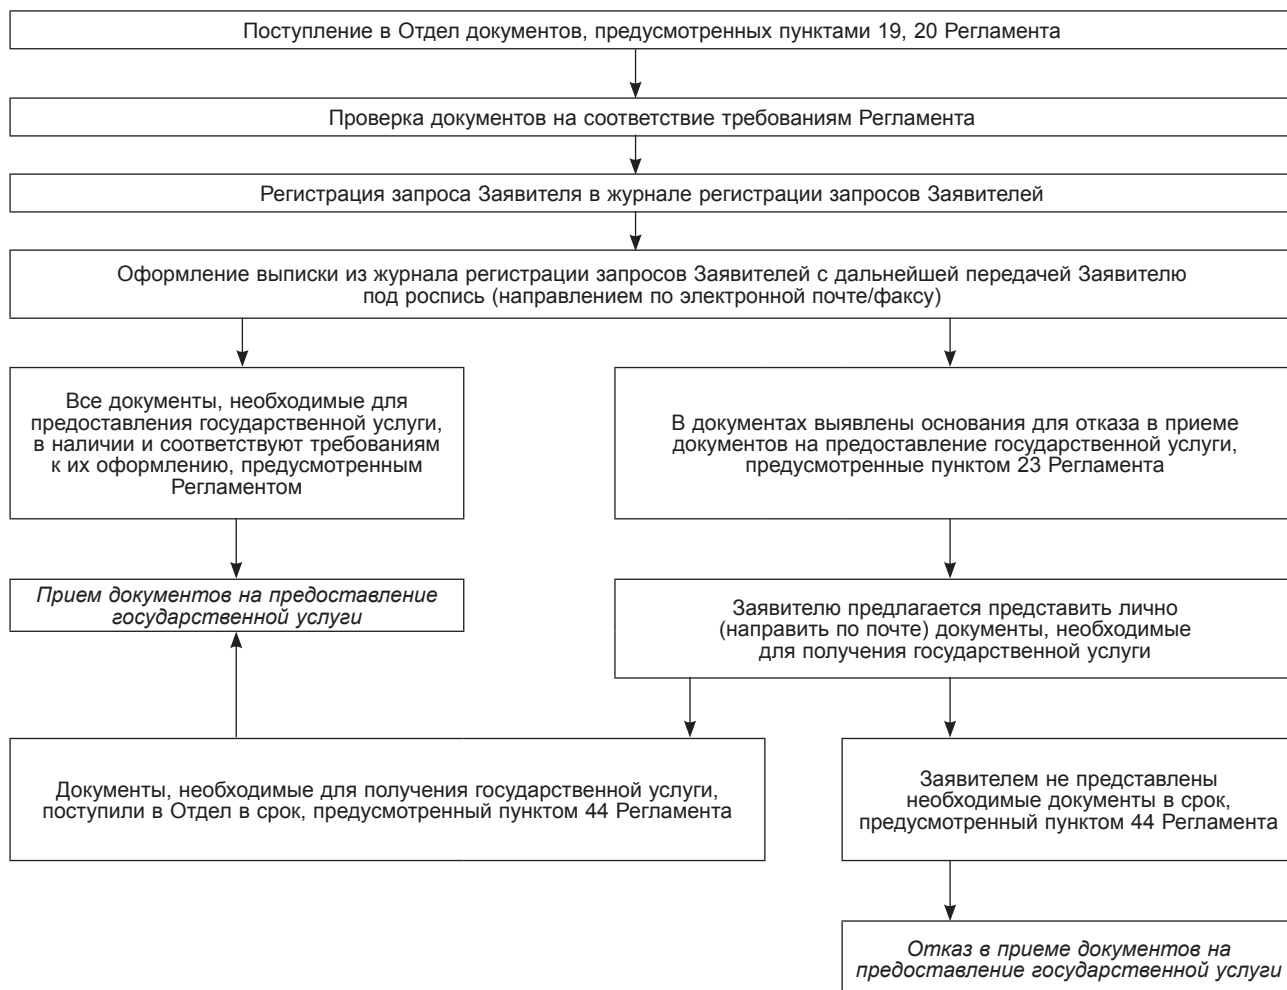 Поступление в Отдел документов, предусмотренных пунктами 19, 20 Регламента
Проверка документов на соответствие требованиям Регламента
Регистрация запроса Заявителя в журнале регистрации запросов Заявителей
Оформление выписки из журнала регистрации запросов Заявителей с дальнейшей передачей Заявителю
под роспись (направлением по электронной почте/факсу)
Все документы, необходимые для
предоставления государственной услуги,
в наличии и соответствуют требованиям
к их оформлению, предусмотренным
Регламентом
В документах выявлены основания для отказа в приеме
документов на предоставление государственной услуги,
предусмотренные пунктом 23 Регламента
Прием документов на предоставление
государственной услуги
Заявителю предлагается представить лично
(направить по почте) документы, необходимые
для получения государственной услуги
Документы, необходимые для получения государственной услуги,
поступили в Отдел в срок, предусмотренный пунктом 44 Регламента
Заявителем не представлены
необходимые документы в срок,
предусмотренный пунктом 44 Регламента
Отказ в приеме документов на
предоставление государственной услуги